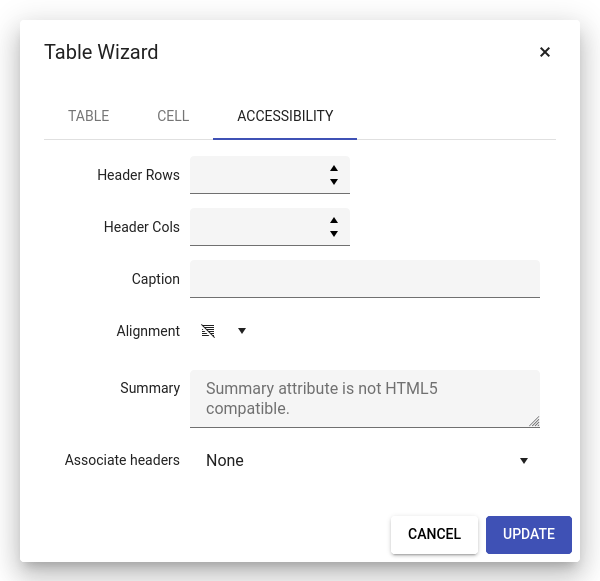 Table Wizard
TABLE CELL ACCESSIBILITY
Header Rows
Header Cols
Caption
Alignment
Summary Summary attribute is not HTML5
compatible.
Associate headers None
CANCEL UPDATE